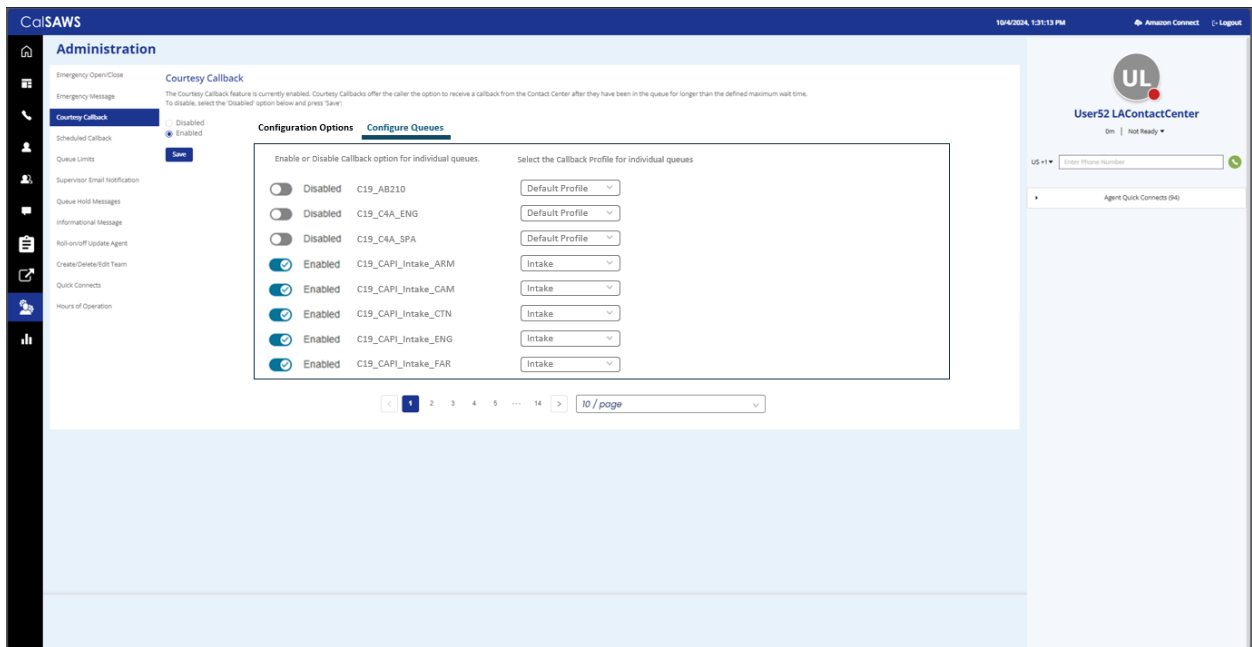 CalSAWS
10/4/2024, 1:31:13 PM
Amazon Connect
Logout
Administration
Emergency Open/Close
Emergency Message
Courtesy Callback
Scheduled Callback
Queue Limits
Supervisor Email Notification
Queue Hold Messages
Informational Message
Roll-on/off Update Agent
Create/Delete/Edit Team
Quick Connects
Hours of Operation
Courtesy Callback
The Courtesy Callback feature is currently enabled. Courtesy Callbacks offer the caller the option to receive a callback from the Contact Center after they have been in the queue for longer than the defined maximum wait time.
To disable, select the 'Disabled' option below and press 'Save':
Disabled
Enabled
Save
Configuration Options Configure Queues
Enable or Disable Callback option for individual queues. Select the Callback Profile for individual queues
Disabled C19_AB210 Default Profile
Disabled C19_C4A_ENG Default Profile
Disabled C19_C4A_SPA Default Profile
Enabled C19_CAPI_Intake_ARM Intake
Enabled C19_CAPI_Intake_CAM Intake
Enabled C19_CAPI_Intake_CTN Intake
Enabled C19_CAPI_Intake_ENG Intake
Enabled C19_CAPI_Intake_FAR Intake
< 1 2 3 4 5 ••• 14 > 10 / page
UL
User52 LAContactCenter
0m | Not Ready
US +1 Enter Phone Number
Agent Quick Connects (94)